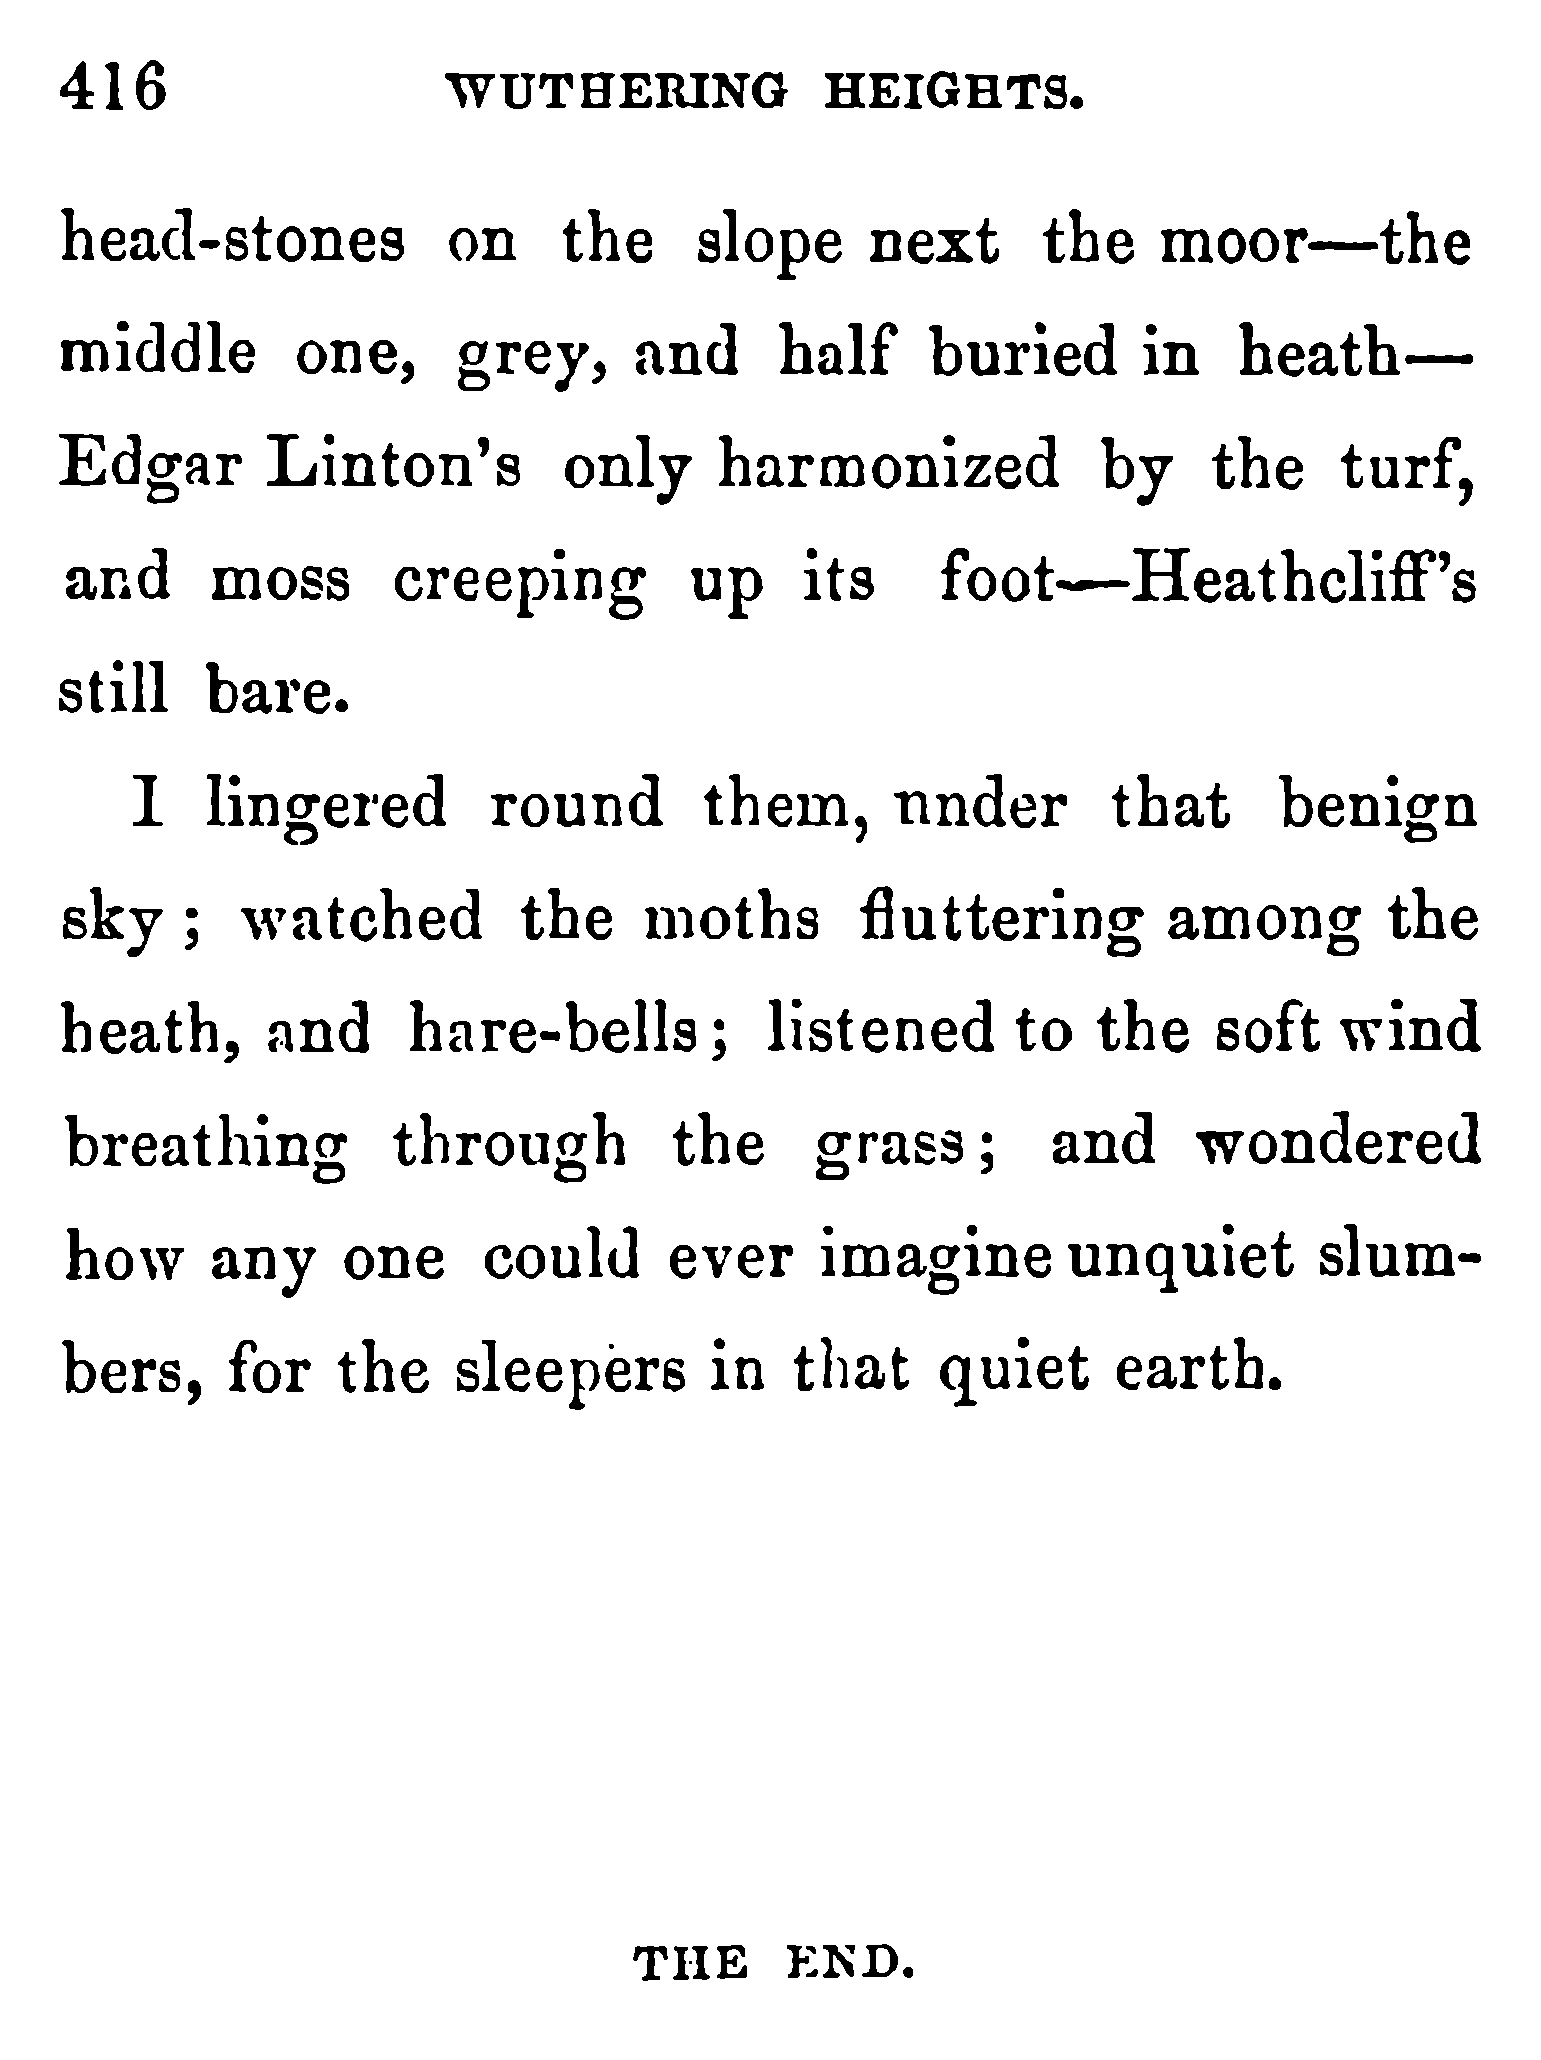 416 WUTHERING HEIGHTS.
head-stones on the slope next the moor—the
middle one, grey, and half buried in heath—
Edgar Linton's only harmonized by the turf,
and moss creeping up its foot—Heathcliff's
still bare.
I lingered round them, nnder that benign
sky; watched the moths fluttering among the
heath, and hare-bells; listened to the soft wind
breathing through the grass; and wondered
how any one could ever imagine unquiet slum-
bers, for the sleepers in that quiet earth.
THE END.